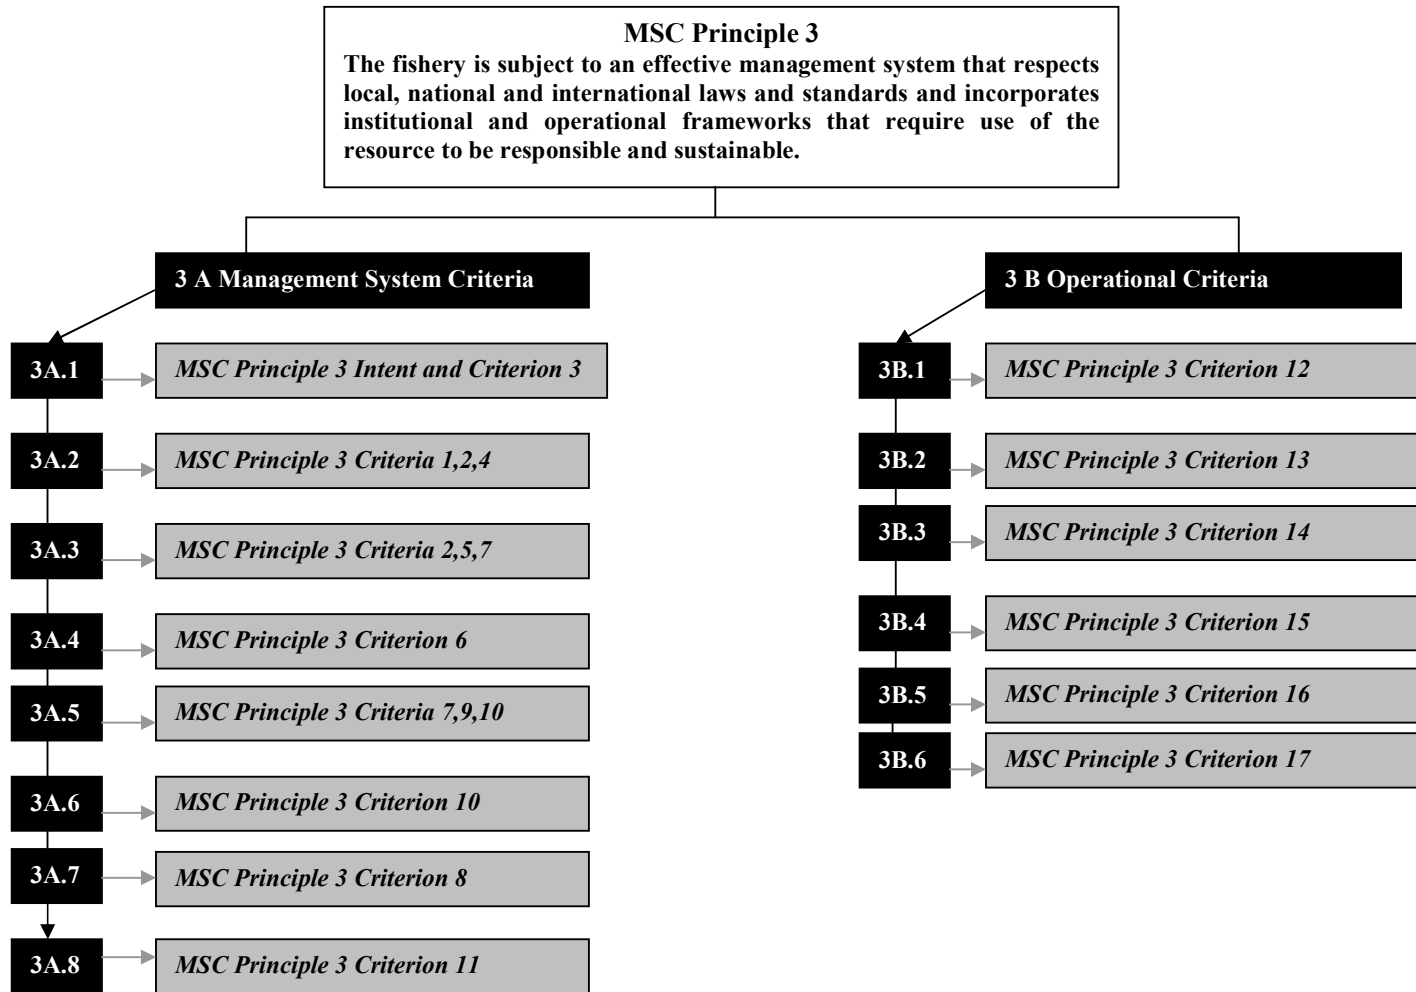 MSC Principle 3
The fishery is subject to an effective management system that respects
local, national and international laws and standards and incorporates
institutional and operational frameworks that require use of the
resource to be responsible and sustainable.
3 A Management System Criteria
3A.1
MSC Principle 3 Intent and Criterion 3
3A.2
MSC Principle 3 Criteria 1,2,4
3A.3
MSC Principle 3 Criteria 2,5,7
3A.4
MSC Principle 3 Criterion 6
3A.5
MSC Principle 3 Criteria 7,9,10
3A.6
MSC Principle 3 Criterion 10
3A.7
MSC Principle 3 Criterion 8
3A.8
MSC Principle 3 Criterion 11
3 B Operational Criteria
3B.1
MSC Principle 3 Criterion 12
3B.2
MSC Principle 3 Criterion 13
3B.3
MSC Principle 3 Criterion 14
3B.4
MSC Principle 3 Criterion 15
3B.5
MSC Principle 3 Criterion 16
3B.6
MSC Principle 3 Criterion 17